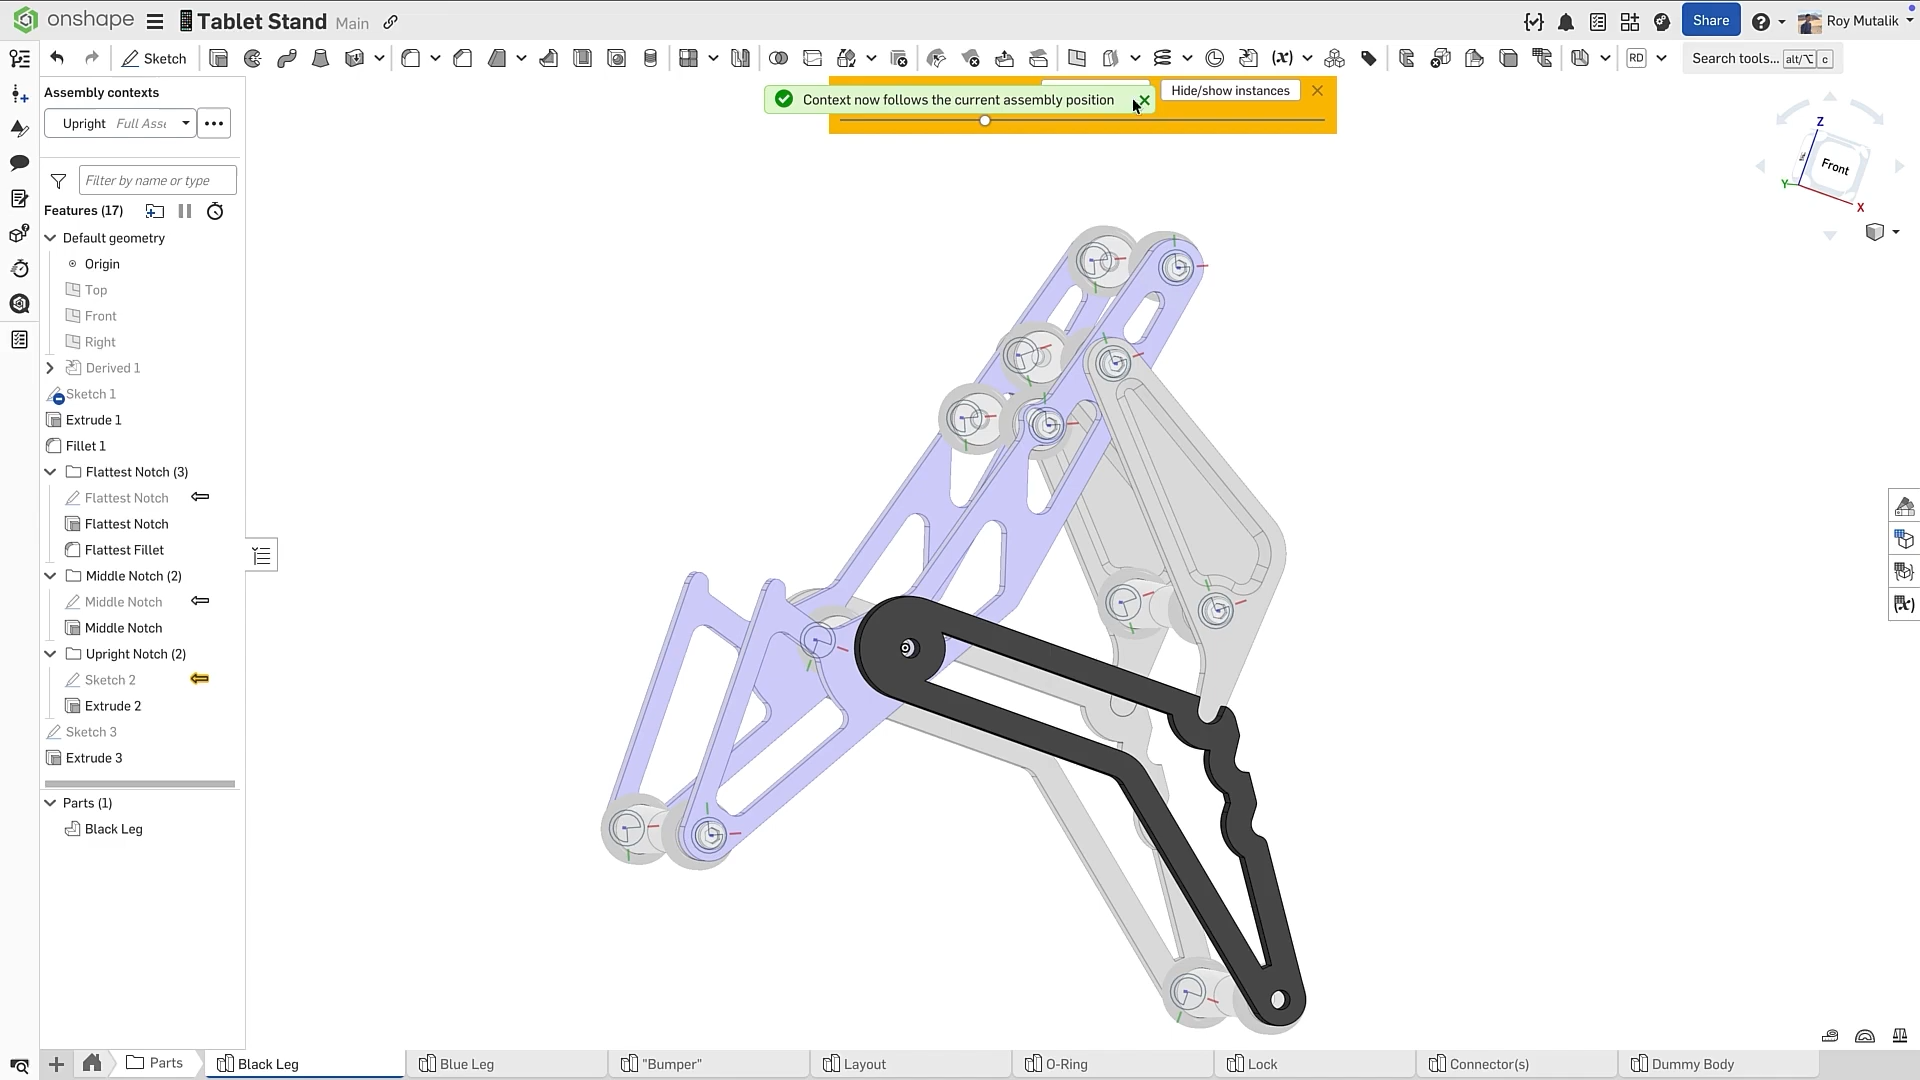 onshape
Tablet Stand Main
Share
Roy Mutalik
Sketch
RD
Search tools... alt/⌥ c
Assembly contexts
Upright Full Asse
Filter by name or type
Features (17)
Default geometry
Origin
Top
Front
Right
Derived 1
Sketch 1
Extrude 1
Fillet 1
Flattest Notch (3)
Flattest Notch
Flattest Notch
Flattest Fillet
Middle Notch (2)
Middle Notch
Middle Notch
Upright Notch (2)
Sketch 2
Extrude 2
Sketch 3
Extrude 3
Parts (1)
Black Leg
Context now follows the current assembly position
Hide/show instances
Z
Front
Y
X
Parts
Black Leg
Blue Leg
"Bumper"
Layout
O-Ring
Lock
Connector(s)
Dummy Body